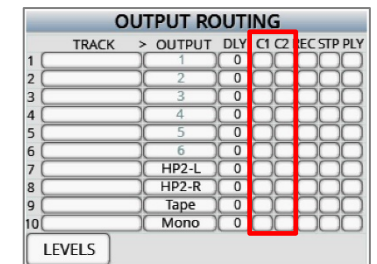 OUTPUT ROUTING
TRACK > OUTPUT DLY C1 C2 REC STP PLY
1 1 0
2 2 0
3 3 0
4 4 0
5 5 0
6 6 0
7 HP2-L 0
8 HP2-R 0
9 Tape 0
10 Mono 0
LEVELS